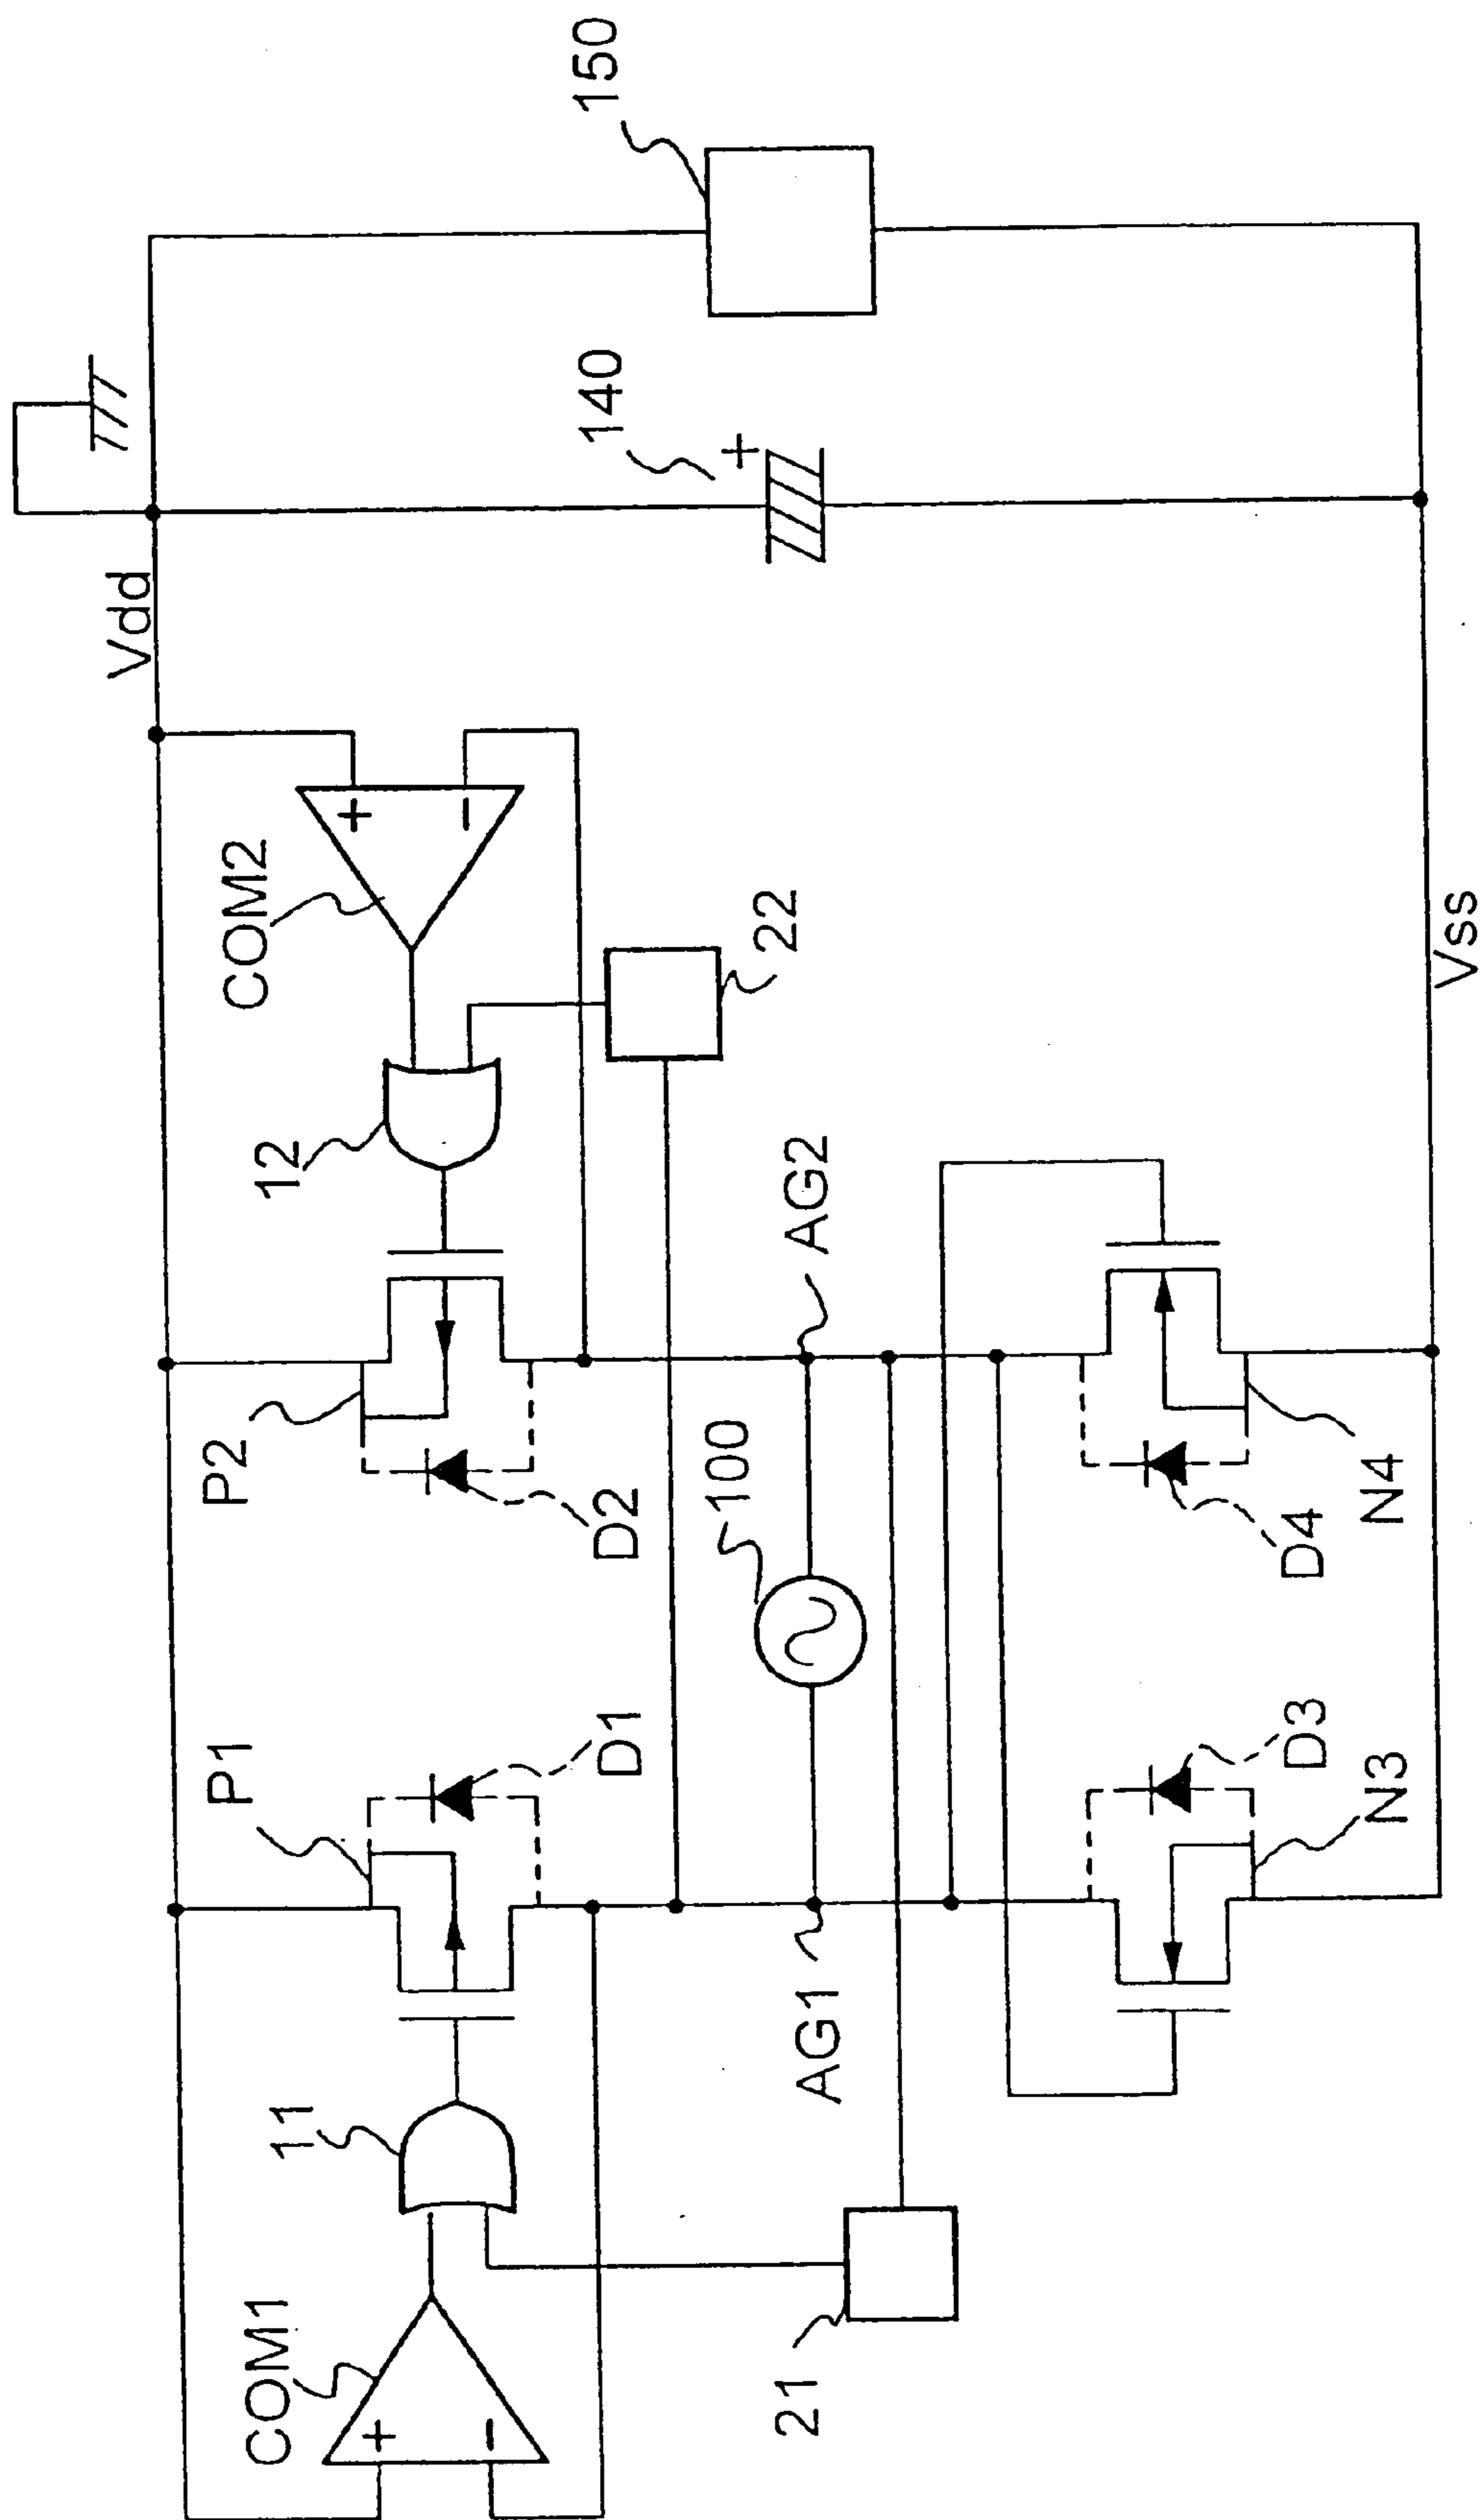 COM1
11
P1
D1
P2
D2
12
COM2
22
Vdd
140
+
150
+
-
+
-
21
AG1
100
AG2
N3
D3
D4
N4
Vss